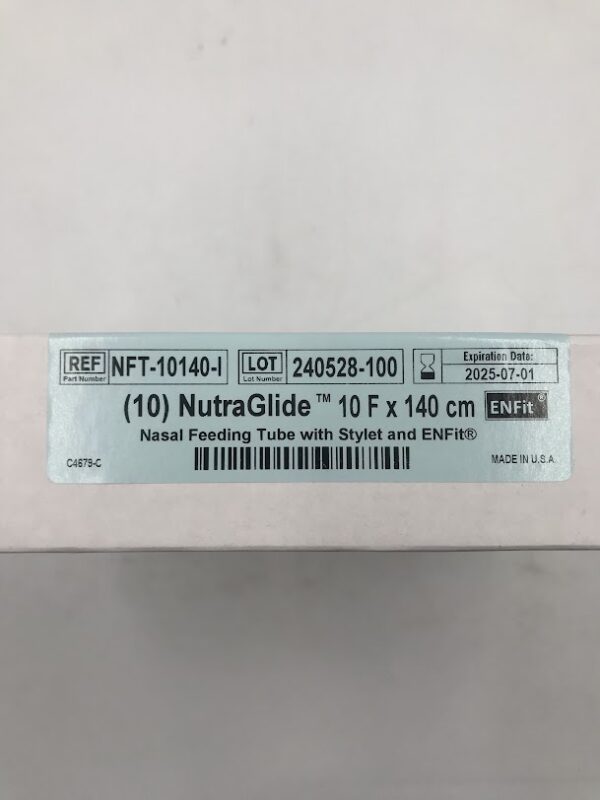 REF NFT-10140-I LOT 240528-100 Expiration Date:
Part Number Lot Number 2025-07-01
(10) NutraGlide™ 10 F x 140 cm ENFit®
Nasal Feeding Tube with Stylet and ENFit®
C4679-C MADE IN U.S.A.